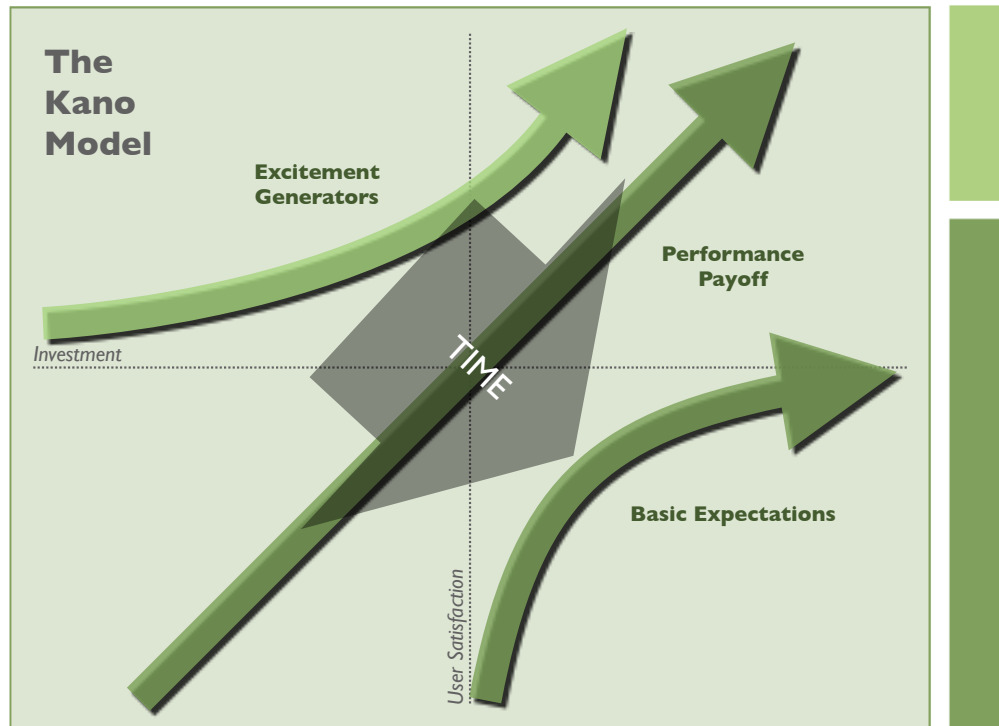 The
Kano
Model
Excitement
Generators
Performance
Payoff
Investment
TIME
Basic Expectations
User Satisfaction